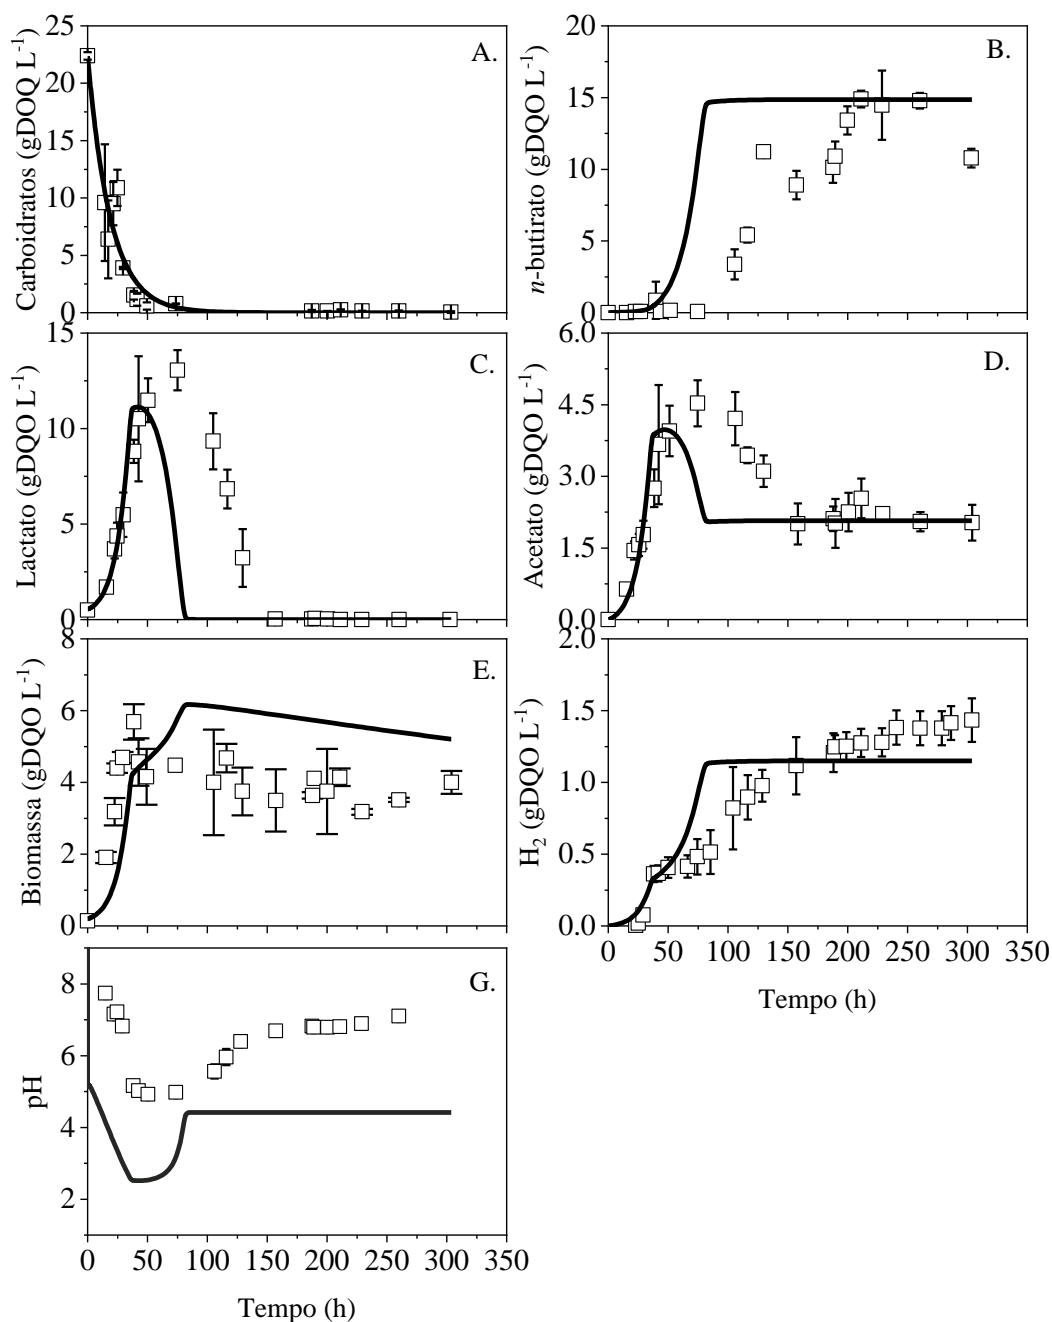 25
20
15
10
5
0
Carboidratos (gDOQ L⁻¹)
A.
20
15
10
5
0
n-butirato (gDQO L⁻¹)
B.
15
10
5
0
Lactato (gDQO L⁻¹)
C.
6.0
4.5
3.0
1.5
0.0
Acetato (gDQO L⁻¹)
D.
8
6
4
2
0
Biomassa (gDQO L⁻¹)
E.
2.0
1.5
1.0
0.5
0.0
H₂ (gDQO L⁻¹)
0 50 100 150 200 250 300 350
Tempo (h)
8
6
4
2
pH
G.
0 50 100 150 200 250 300 350
Tempo (h)